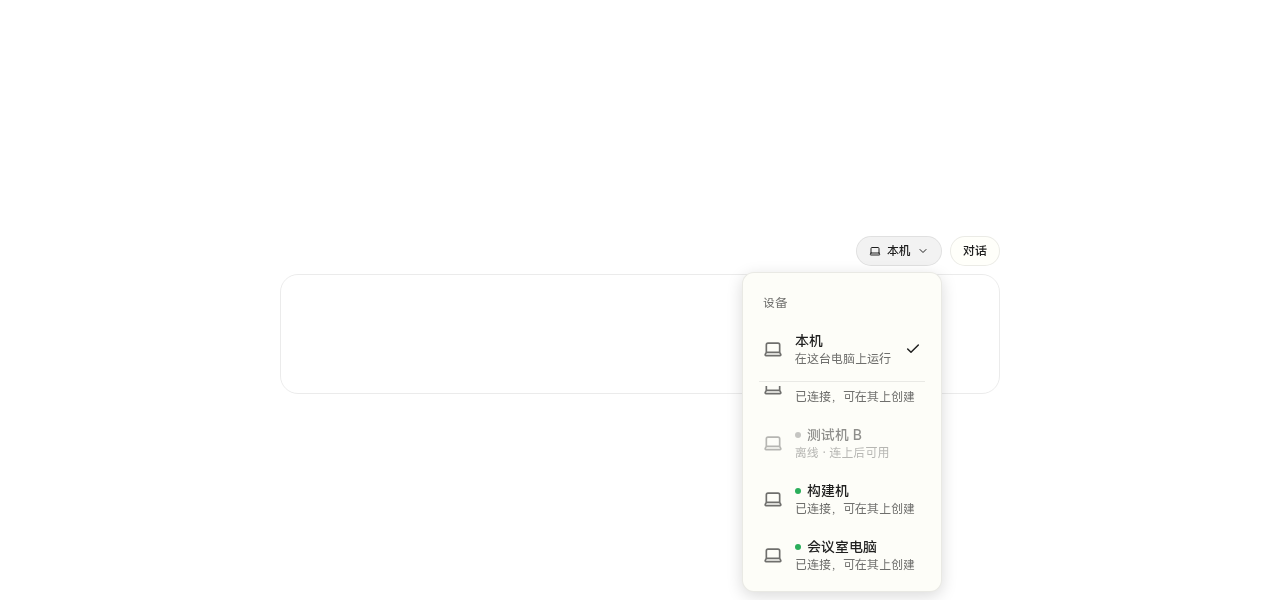 本机
对话
设备
本机
在这台电脑上运行
已连接，可在其上创建
测试机 B
离线 · 连上后可用
构建机
已连接，可在其上创建
会议室电脑
已连接，可在其上创建